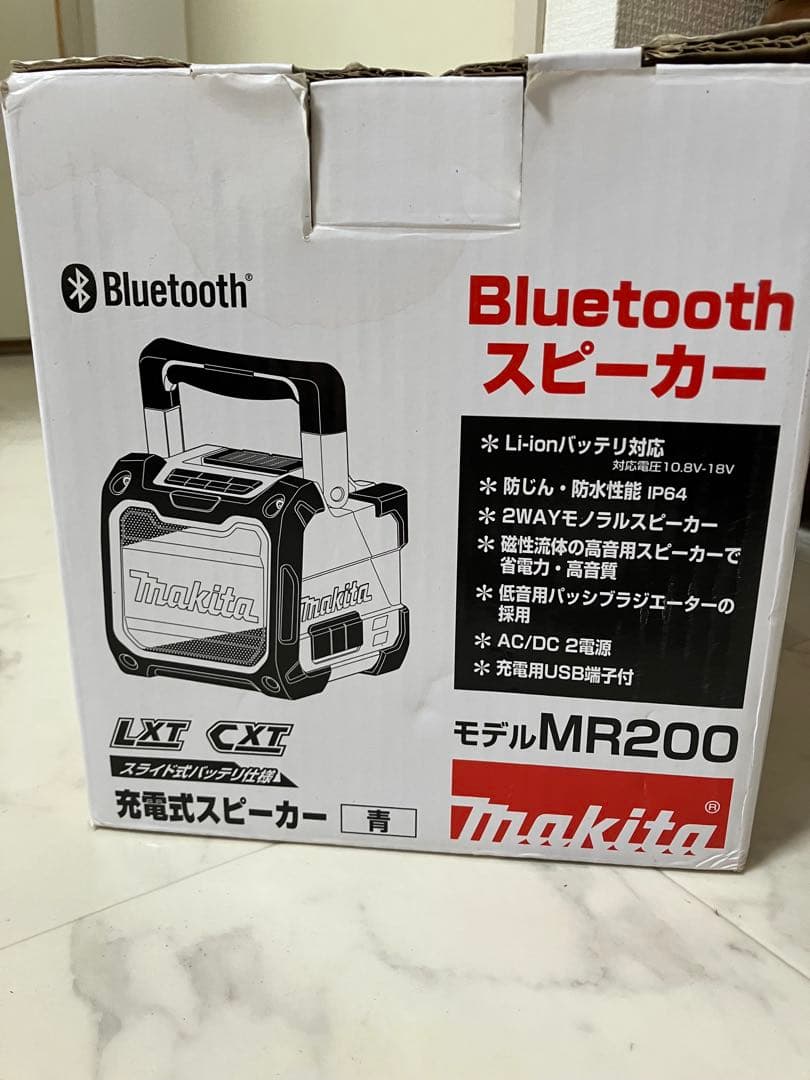 Bluetooth®
Bluetooth
スピーカー
＊ Li-ionバッテリ対応
対応電圧10.8V-18V
＊ 防じん・防水性能 IP64
＊ 2WAYモノラルスピーカー
＊ 磁性流体の高音用スピーカーで
省電力・高音質
＊ 低音用パッシブラジエーターの
採用
＊ AC/DC 2電源
＊ 充電用USB端子付
makita
makita
LXT CXT
スライド式バッテリ仕様
充電式スピーカー 青
モデルMR200
makita®